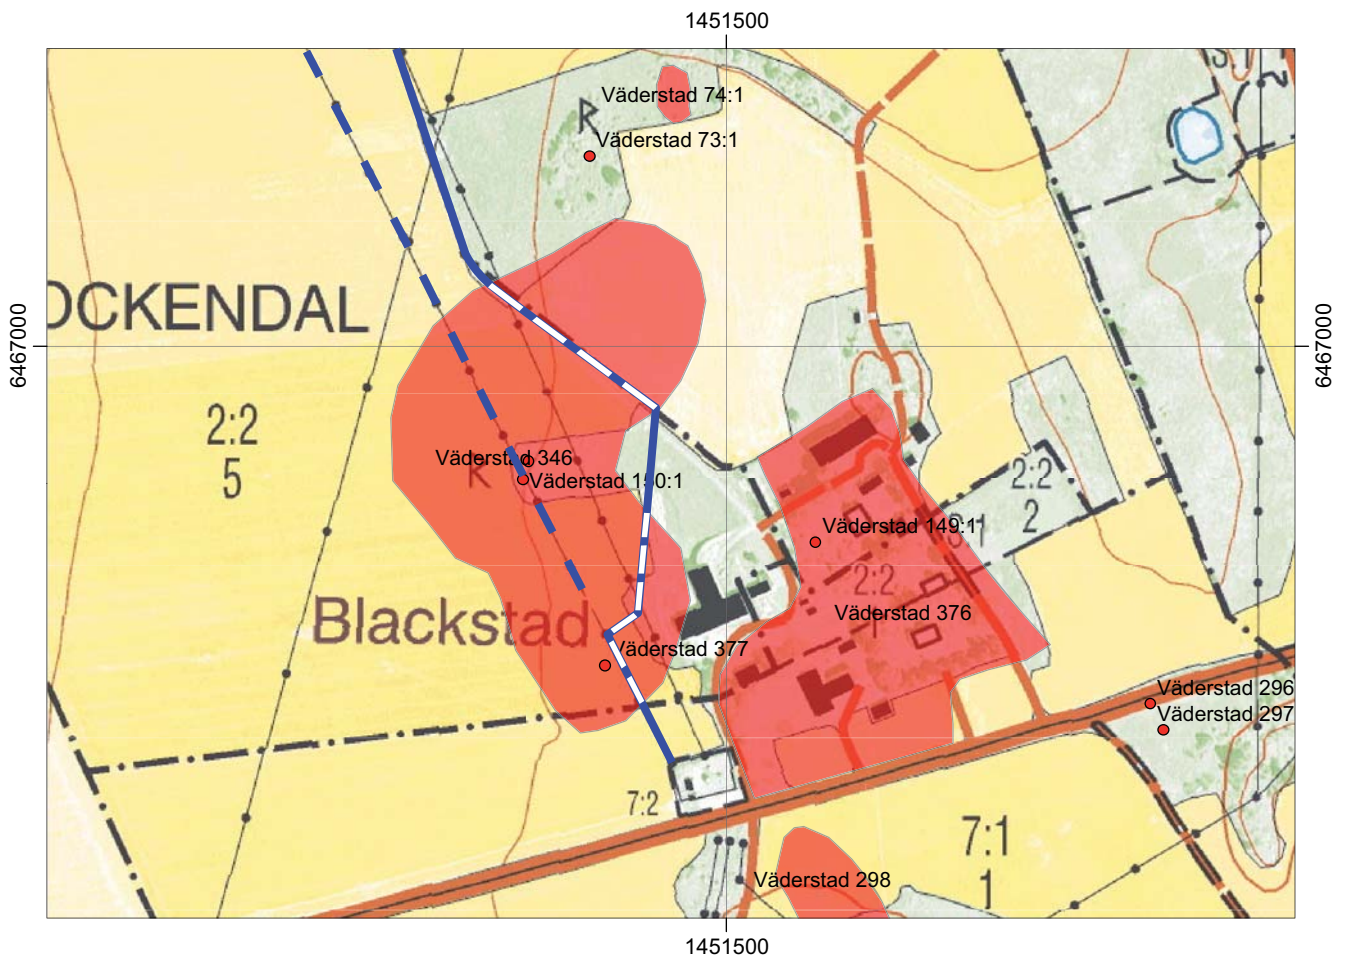 1451500
Väderstad 74:1
R
Väderstad 73:1
OCKENDAL
6467000
6467000
2:2
5
Väderstad 346
K
Väderstad 150:1
2:2
2
Väderstad 149:1
S:1
2:2
Väderstad 376
1
Blackstad
Väderstad 377
Väderstad 296
Väderstad 297
7:2
7:1
1
Väderstad 298
1451500